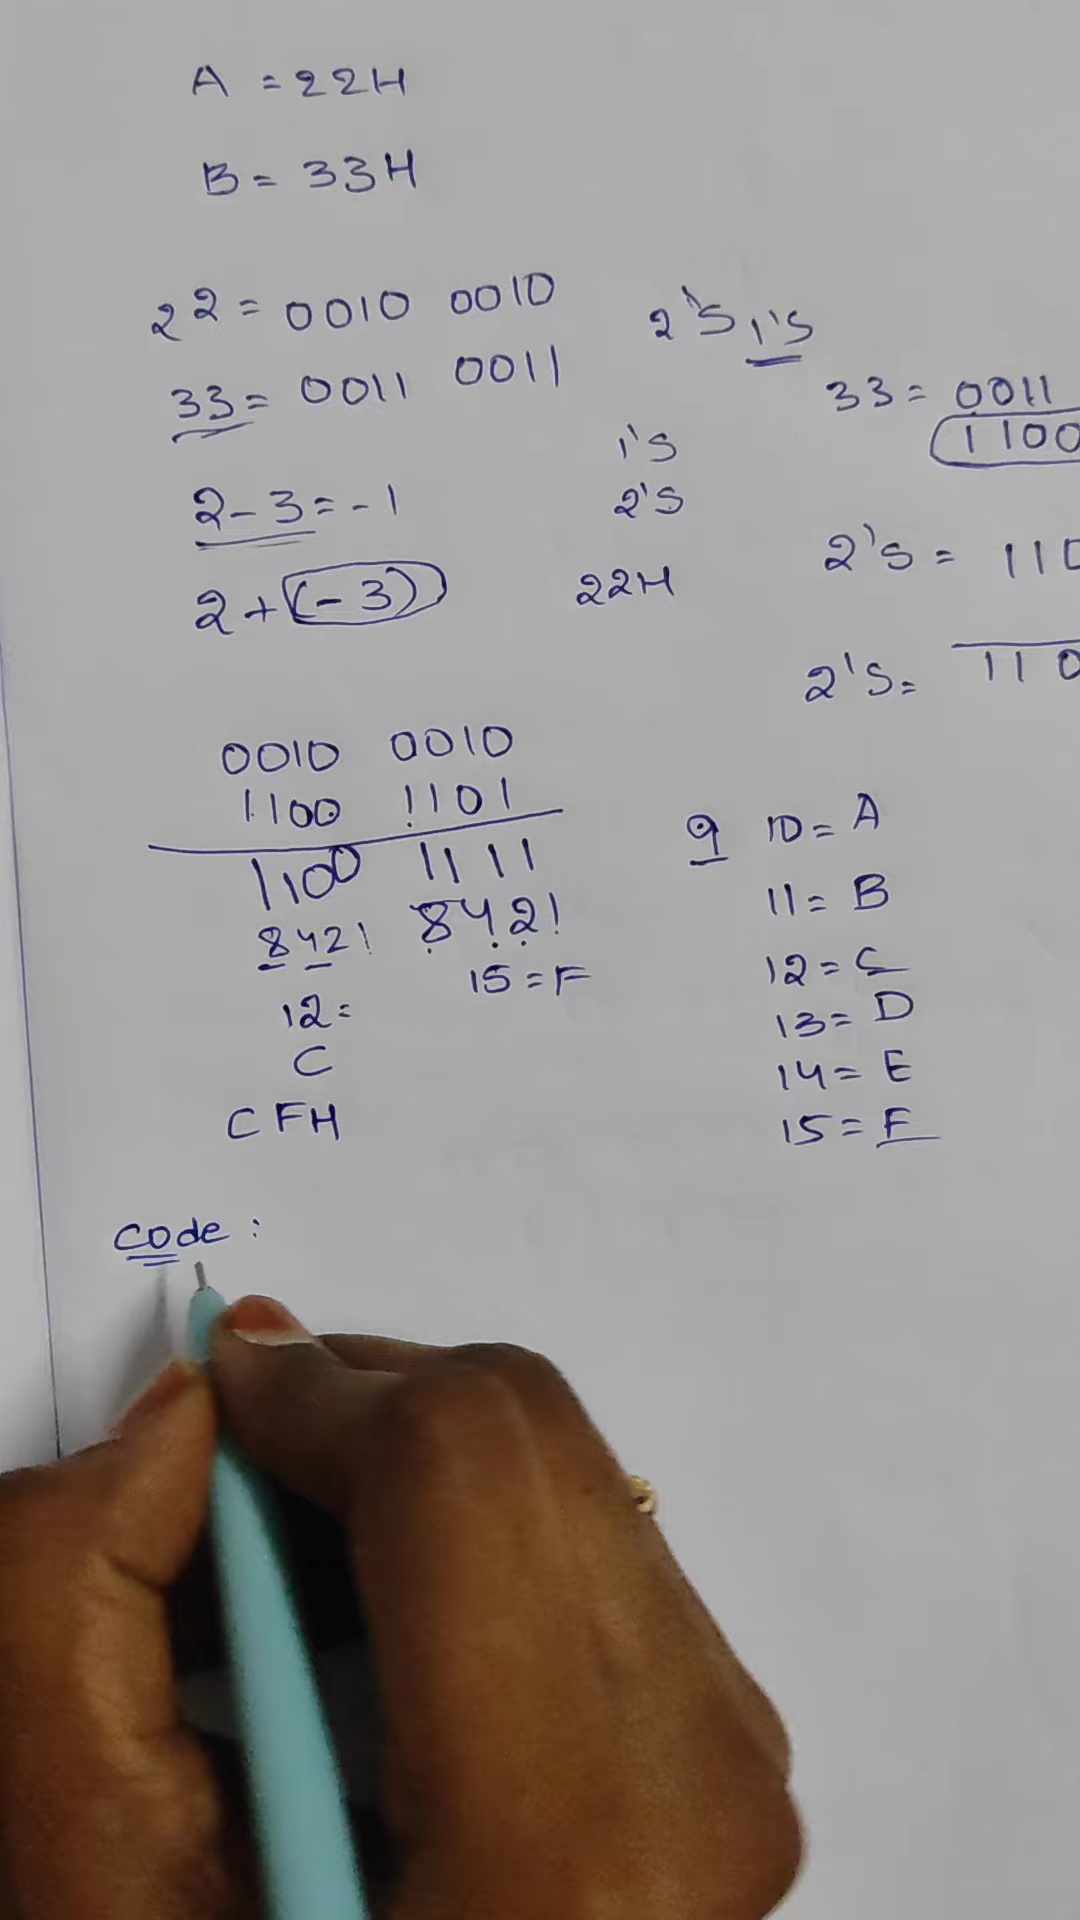 A = 22H
B = 33H
22 = 0010 0010
33 = 0011 0011
2's 1's
33 = 0011
1100
1's
2's
2 - 3 = - 1
2 + (- 3)
22H
2's = 110
2's = 110
0010 0010
1100 1101
1100 1111
8421 8421
12 = 15 = F
C
CFH
9 10 = A
11 = B
12 = C
13 = D
14 = E
15 = F
Code :